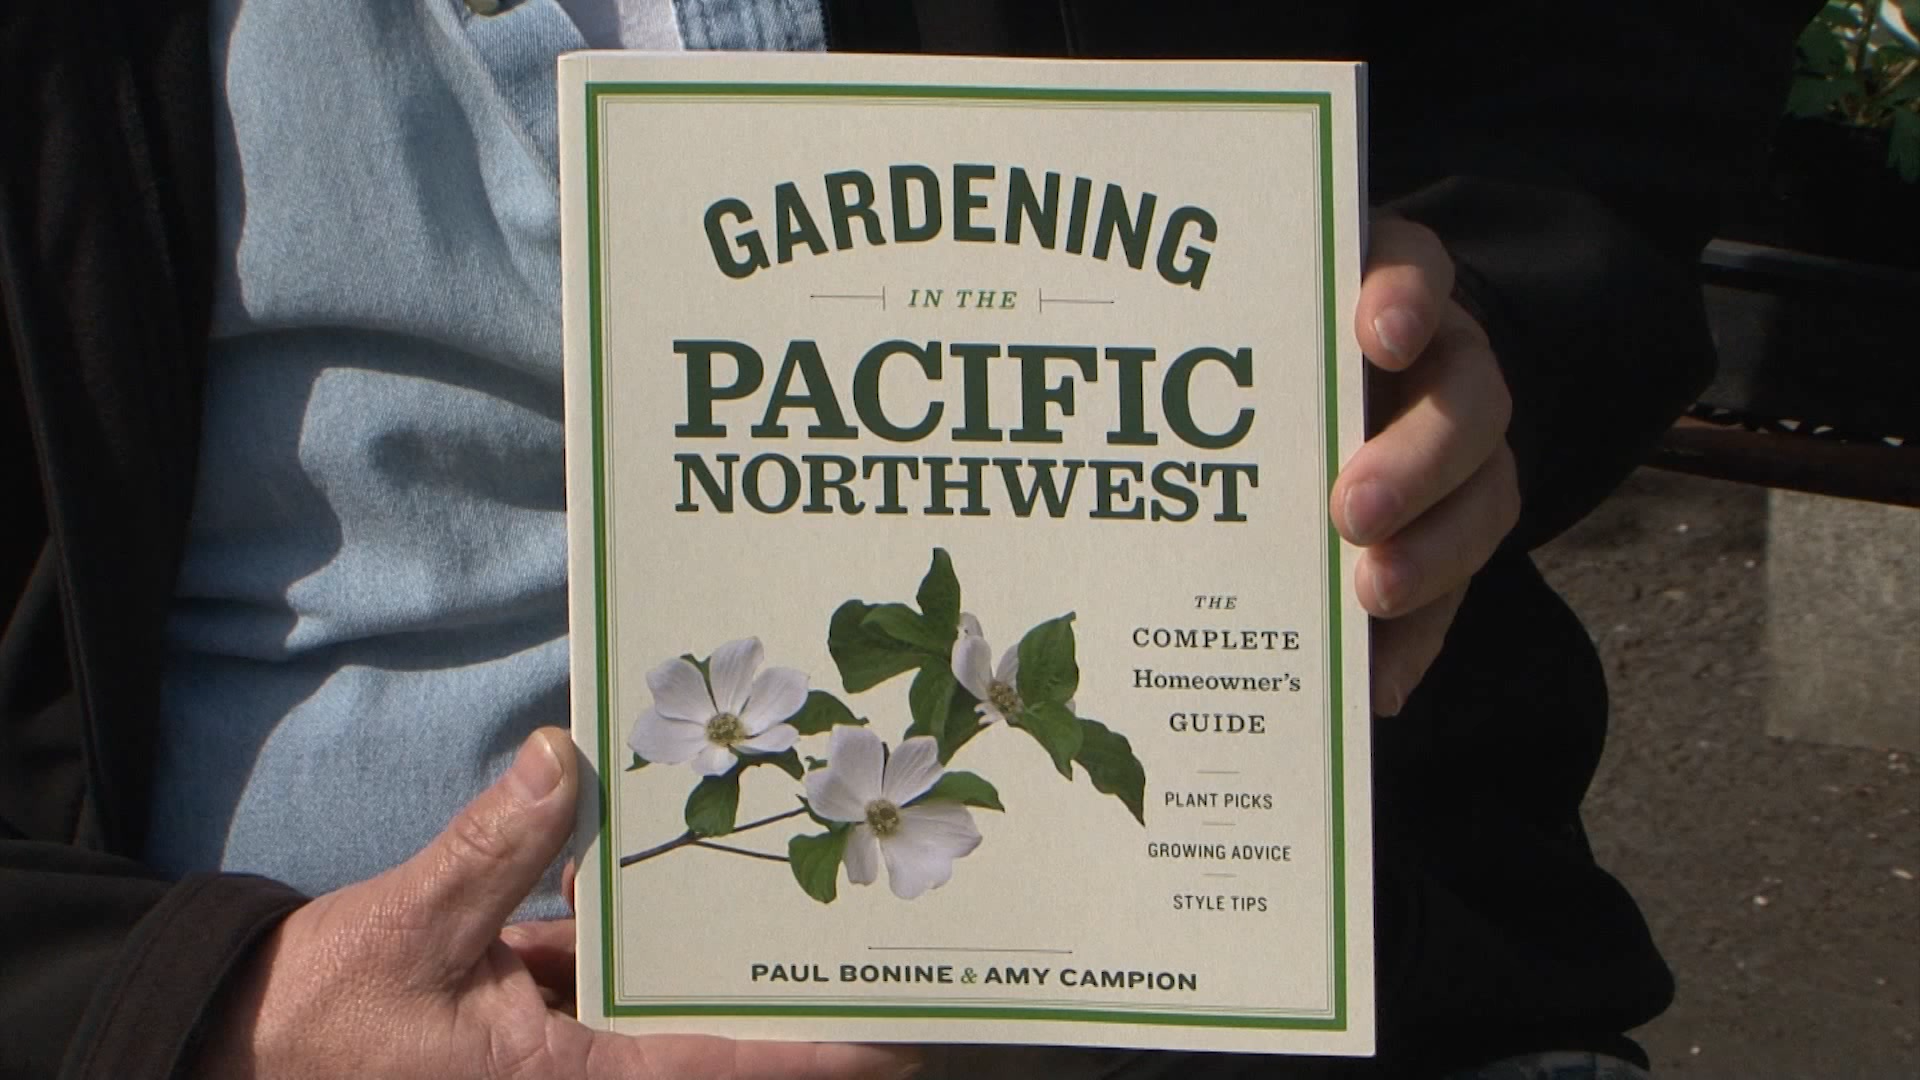 GARDENING
IN THE
PACIFIC
NORTHWEST
THE
COMPLETE
Homeowner's
GUIDE
PLANT PICKS
GROWING ADVICE
STYLE TIPS
PAUL BONINE & AMY CAMPION